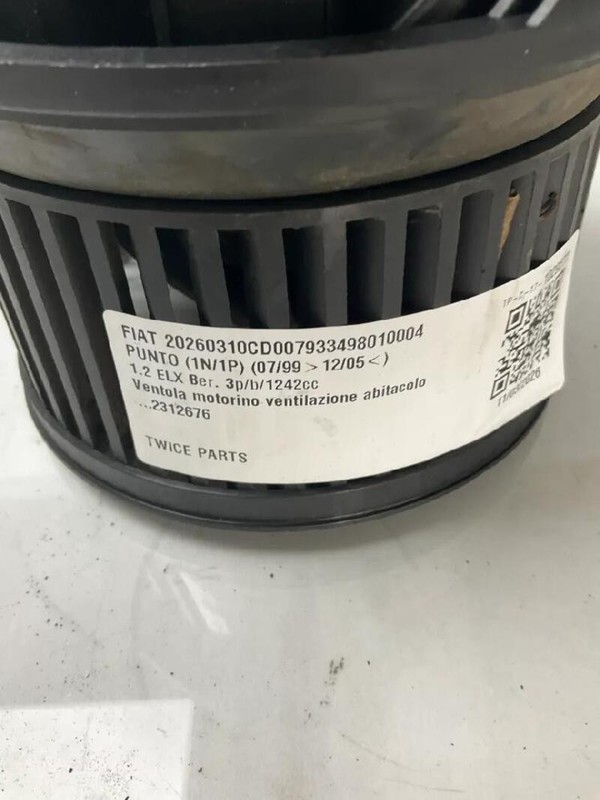 FIAT 20260310CD007933498010004
PUNTO (1N/1P) (07/99 > 12/05 <)
1.2 ELX Ber. 3p/b/1242cc
Ventola motorino ventilazione abitacolo
...2312676
TWICE PARTS